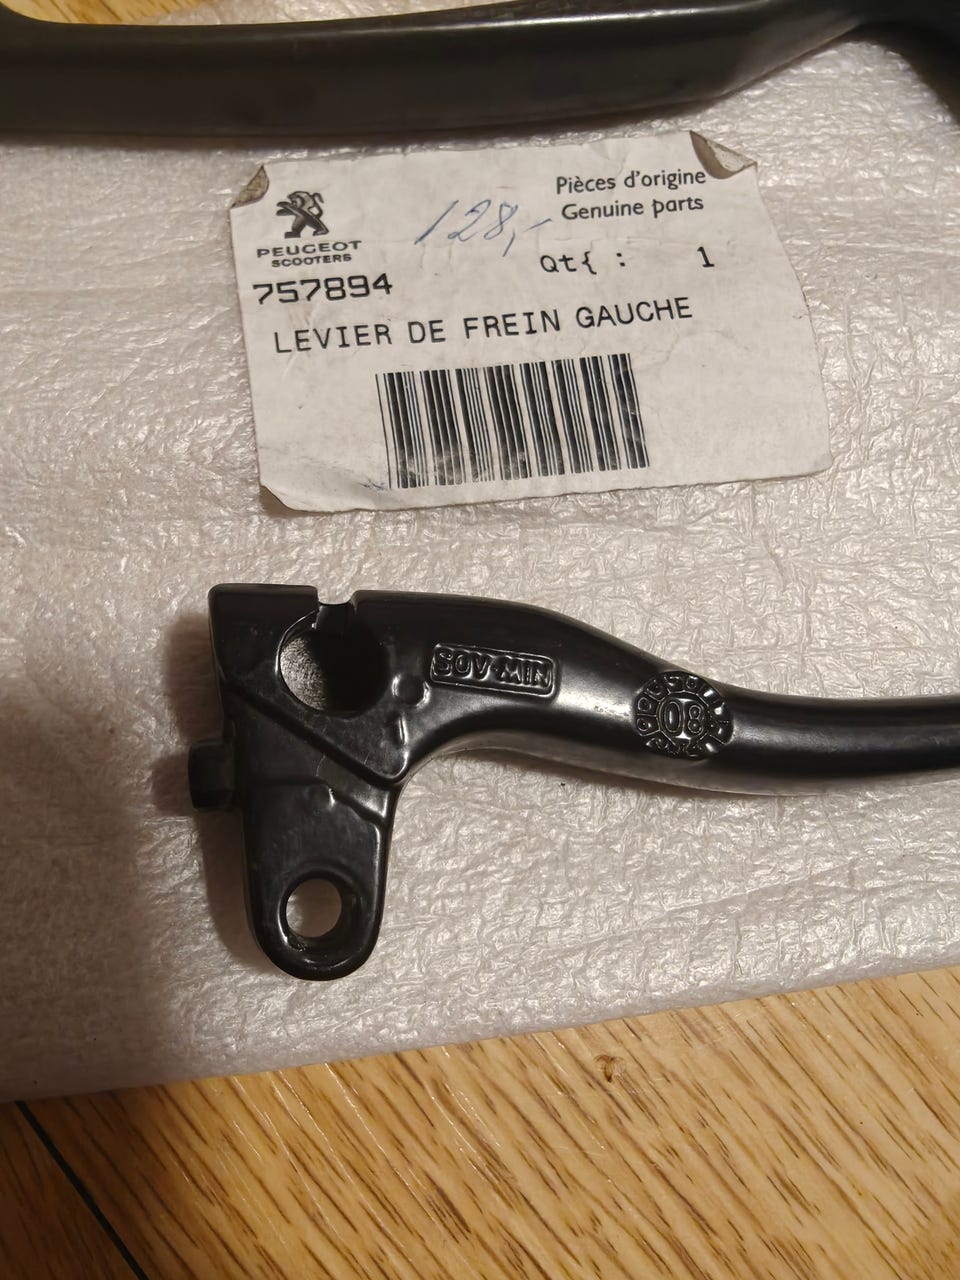 Pièces d'origine
Genuine parts
128,-
PEUGEOT
SCOOTERS
Qt{ : 1
757894
LEVIER DE FREIN GAUCHE
SOV-MIN
08